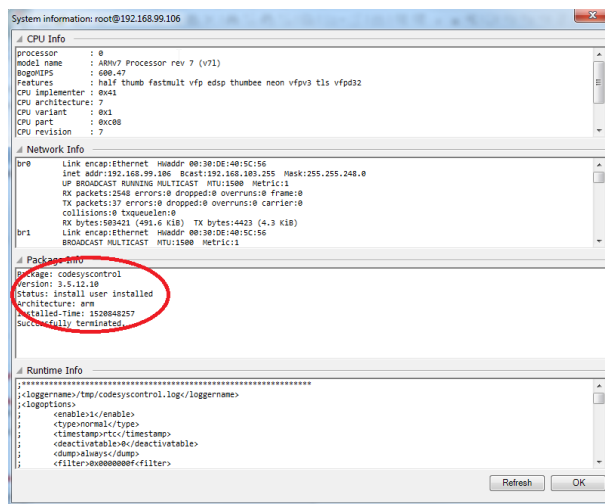 System information: root@192.168.99.106
CPU Info
processor : 0
model name : ARMv7 Processor rev 7 (v7l)
BogoMIPS : 600.47
Features : half thumb fastmult vfp edsp thumbee neon vfpv3 tls vfpd32
CPU implementer : 0x41
CPU architecture: 7
CPU variant : 0x1
CPU part : 0xc08
CPU revision : 7
Network Info
br0 Link encap:Ethernet HWaddr 00:30:DE:40:5C:56
inet addr:192.168.99.106 Bcast:192.168.103.255 Mask:255.255.248.0
UP BROADCAST RUNNING MULTICAST MTU:1500 Metric:1
RX packets:2548 errors:0 dropped:0 overruns:0 frame:0
TX packets:37 errors:0 dropped:0 overruns:0 carrier:0
collisions:0 txqueuelen:0
RX bytes:503421 (491.6 KiB) TX bytes:4423 (4.3 KiB)
br1 Link encap:Ethernet HWaddr 00:30:DE:40:5C:56
BROADCAST MULTICAST MTU:1500 Metric:1
Package Info
Package: codesyscontrol
Version: 3.5.12.10
Status: install user installed
Architecture: arm
Installed-Time: 1520848257
Successfully terminated.
Runtime Info
;****************************************************************
;<loggername>/tmp/codesyscontrol.log</loggername>
;<logoptions>
; <enable>1</enable>
; <type>normal</type>
; <timestamp>rtc</timestamp>
; <deactivatable>0</deactivatable>
; <dump>always</dump>
; <filter>0x0000000f<filter>
Refresh OK